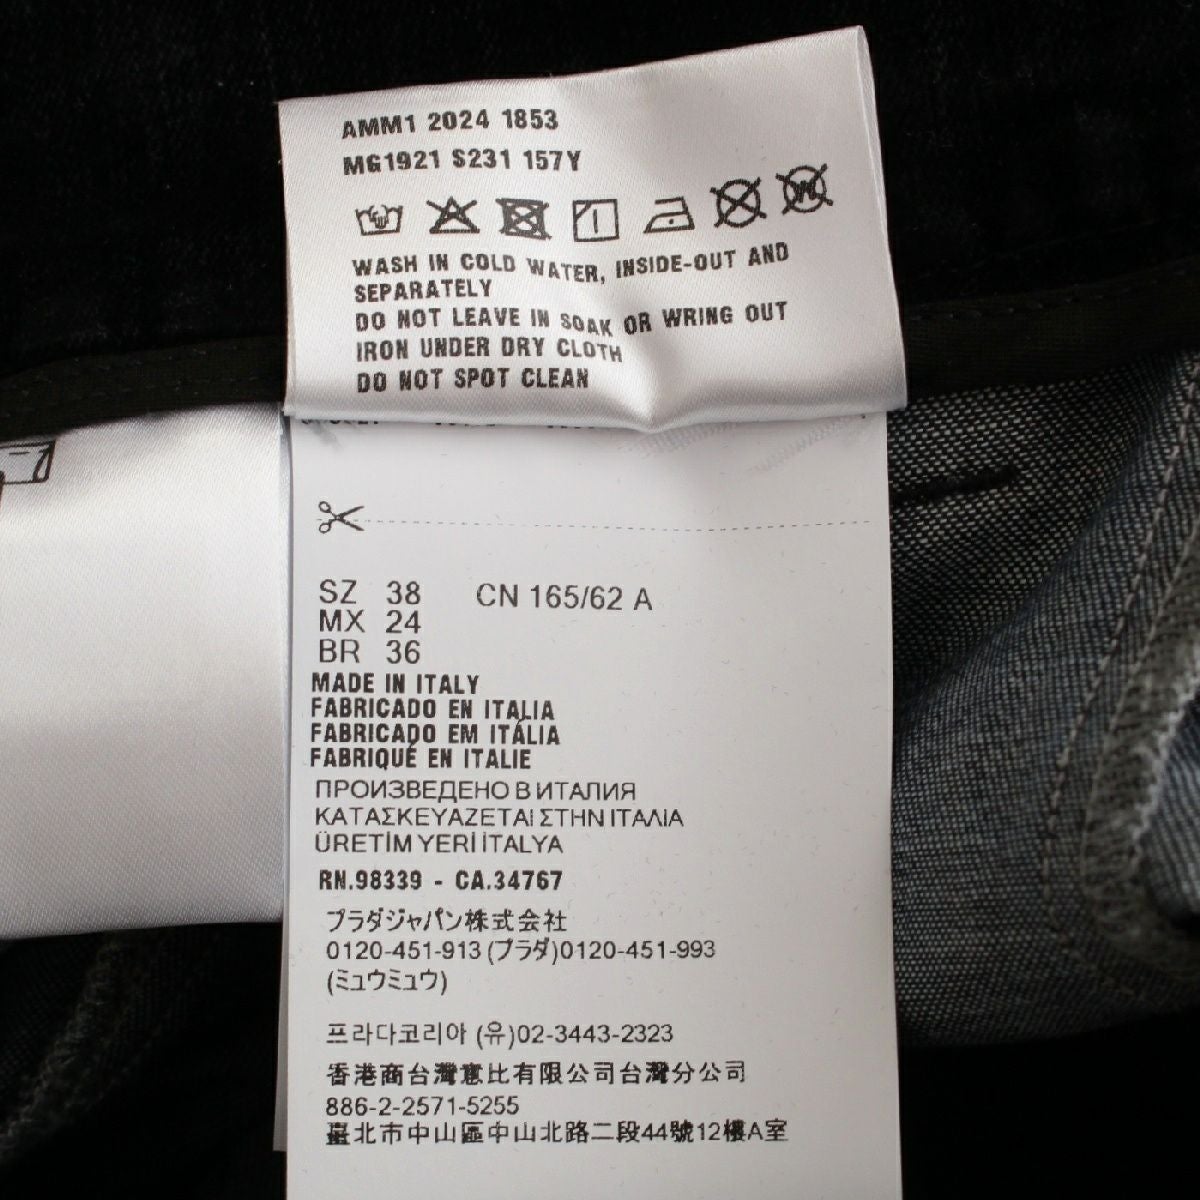 AMM1 2024 1853
MG1921 S231 157Y
WASH IN COLD WATER, INSIDE-OUT AND
SEPARATELY
DO NOT LEAVE IN SOAK OR WRING OUT
IRON UNDER DRY CLOTH
DO NOT SPOT CLEAN
SZ 38 CN 165/62 A
MX 24
BR 36
MADE IN ITALY
FABRICADO EN ITALIA
FABRICADO EM ITÁLIA
FABRIQUÉ EN ITALIE
ПРОИЗВЕДЕНО В ИТАЛИЯ
ΚΑΤΑΣΚΕΥΑΖΕΤΑΙ ΣΤΗΝ ΙΤΑΛΙΑ
ÜRETİM YERİ İTALYA
RN.98339 - CA.34767
プラダジャパン株式会社
0120-451-913 (プラダ)0120-451-993
(ミュウミュウ)
프라다코리아 (유)02-3443-2323
香港商台灣意比有限公司台灣分公司
886-2-2571-5255
臺北市中山區中山北路二段44號12樓A室